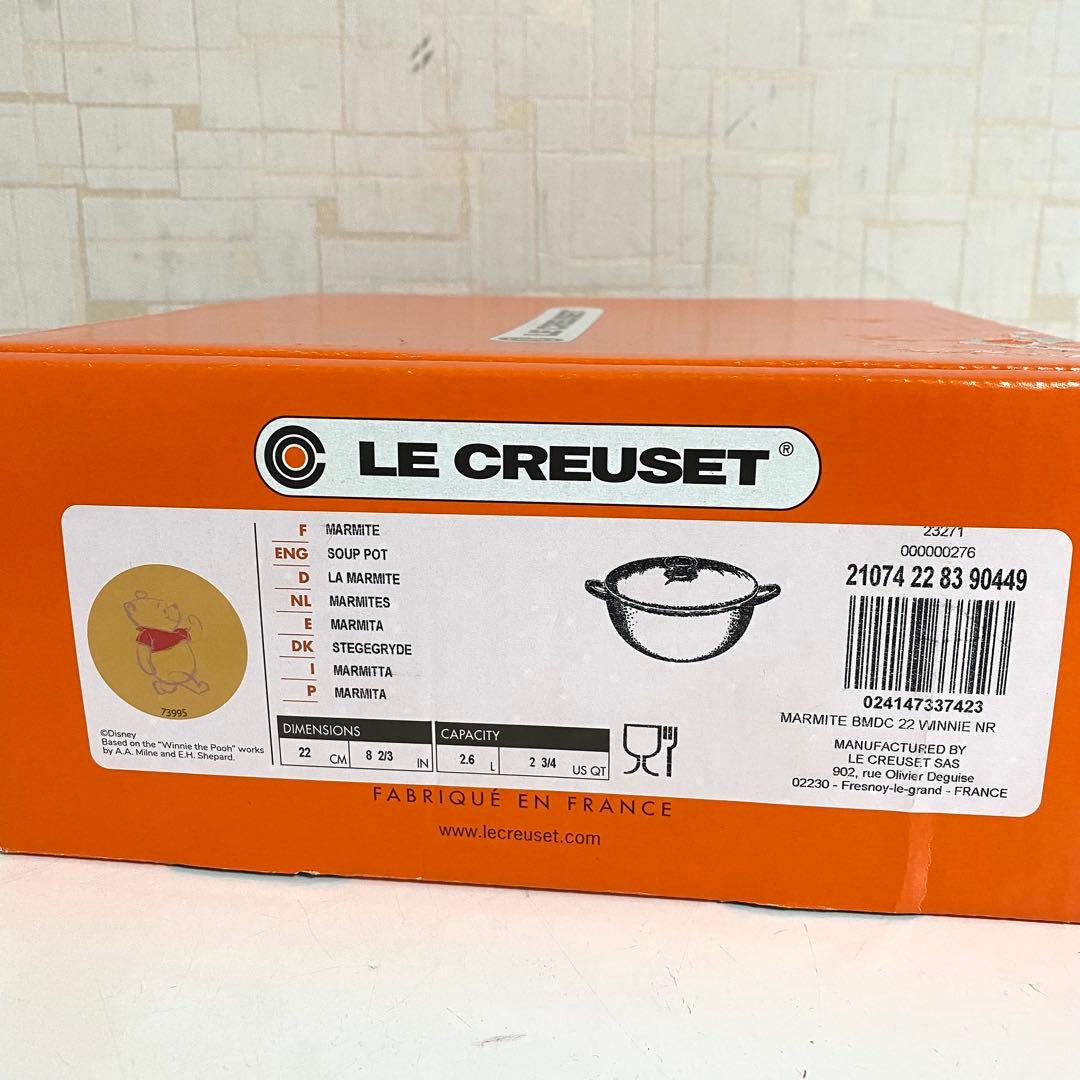 LE CREUSET
LE CREUSET ®
F MARMITE
ENG SOUP POT
D LA MARMITE
NL MARMITES
E MARMITA
DK STEGEGRYDE
I MARMITTA
P MARMITA
73995
©Disney
Based on the "Winnie the Pooh" works
by A.A. Milne and E.H. Shepard.
DIMENSIONS
22 CM 8 2/3 IN
CAPACITY
2.6 L 2 3/4 US QT
23271
000000276
21074 22 83 90449
024147337423
MARMITE BMDC 22 WINNIE NR
MANUFACTURED BY
LE CREUSET SAS
902, rue Olivier Deguise
02230 - Fresnoy-le-grand - FRANCE
FABRIQUÉ EN FRANCE
www.lecreuset.com